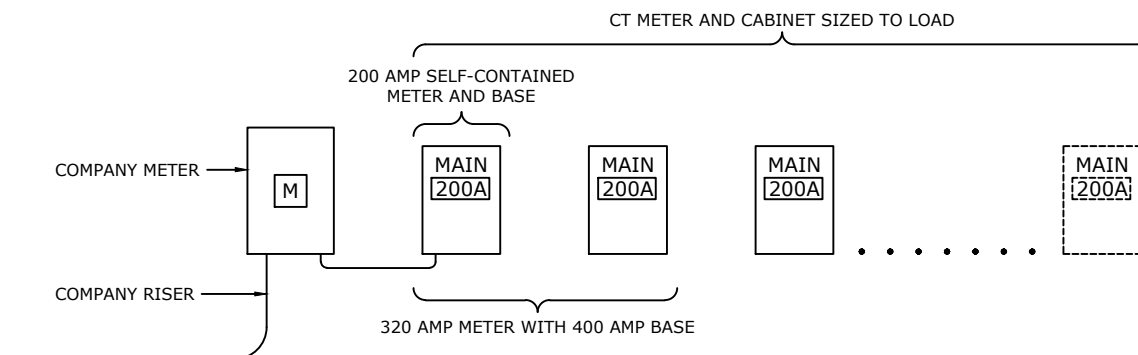 CT METER AND CABINET SIZED TO LOAD
200 AMP SELF-CONTAINED
METER AND BASE
COMPANY METER
M
MAIN
200A
MAIN
200A
MAIN
200A
MAIN
200A
COMPANY RISER
320 AMP METER WITH 400 AMP BASE